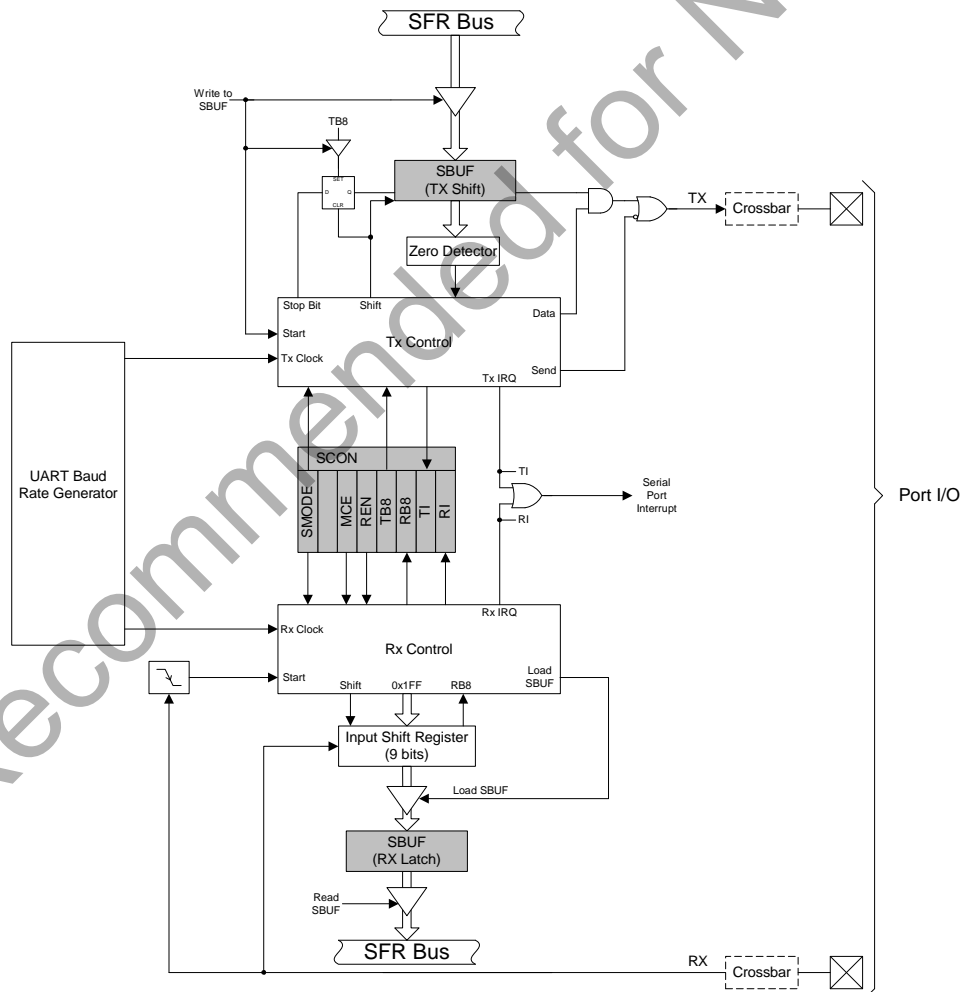 SFR Bus
Write to
SBUF
TB8
SET
D Q
CLR
SBUF
(TX Shift)
TX
Crossbar
Zero Detector
Stop Bit
Shift
Data
Start
Tx Control
Tx Clock
Send
Tx IRQ
UART Baud
Rate Generator
SCON
SMODE
MCE
REN
TB8
RB8
TI
RI
TI
Serial
Port
Interrupt
RI
Port I/O
Rx IRQ
Rx Clock
Rx Control
Start
Load
SBUF
Shift
0x1FF
RB8
Input Shift Register
(9 bits)
Load SBUF
SBUF
(RX Latch)
Read
SBUF
SFR Bus
RX
Crossbar
ecommended for N